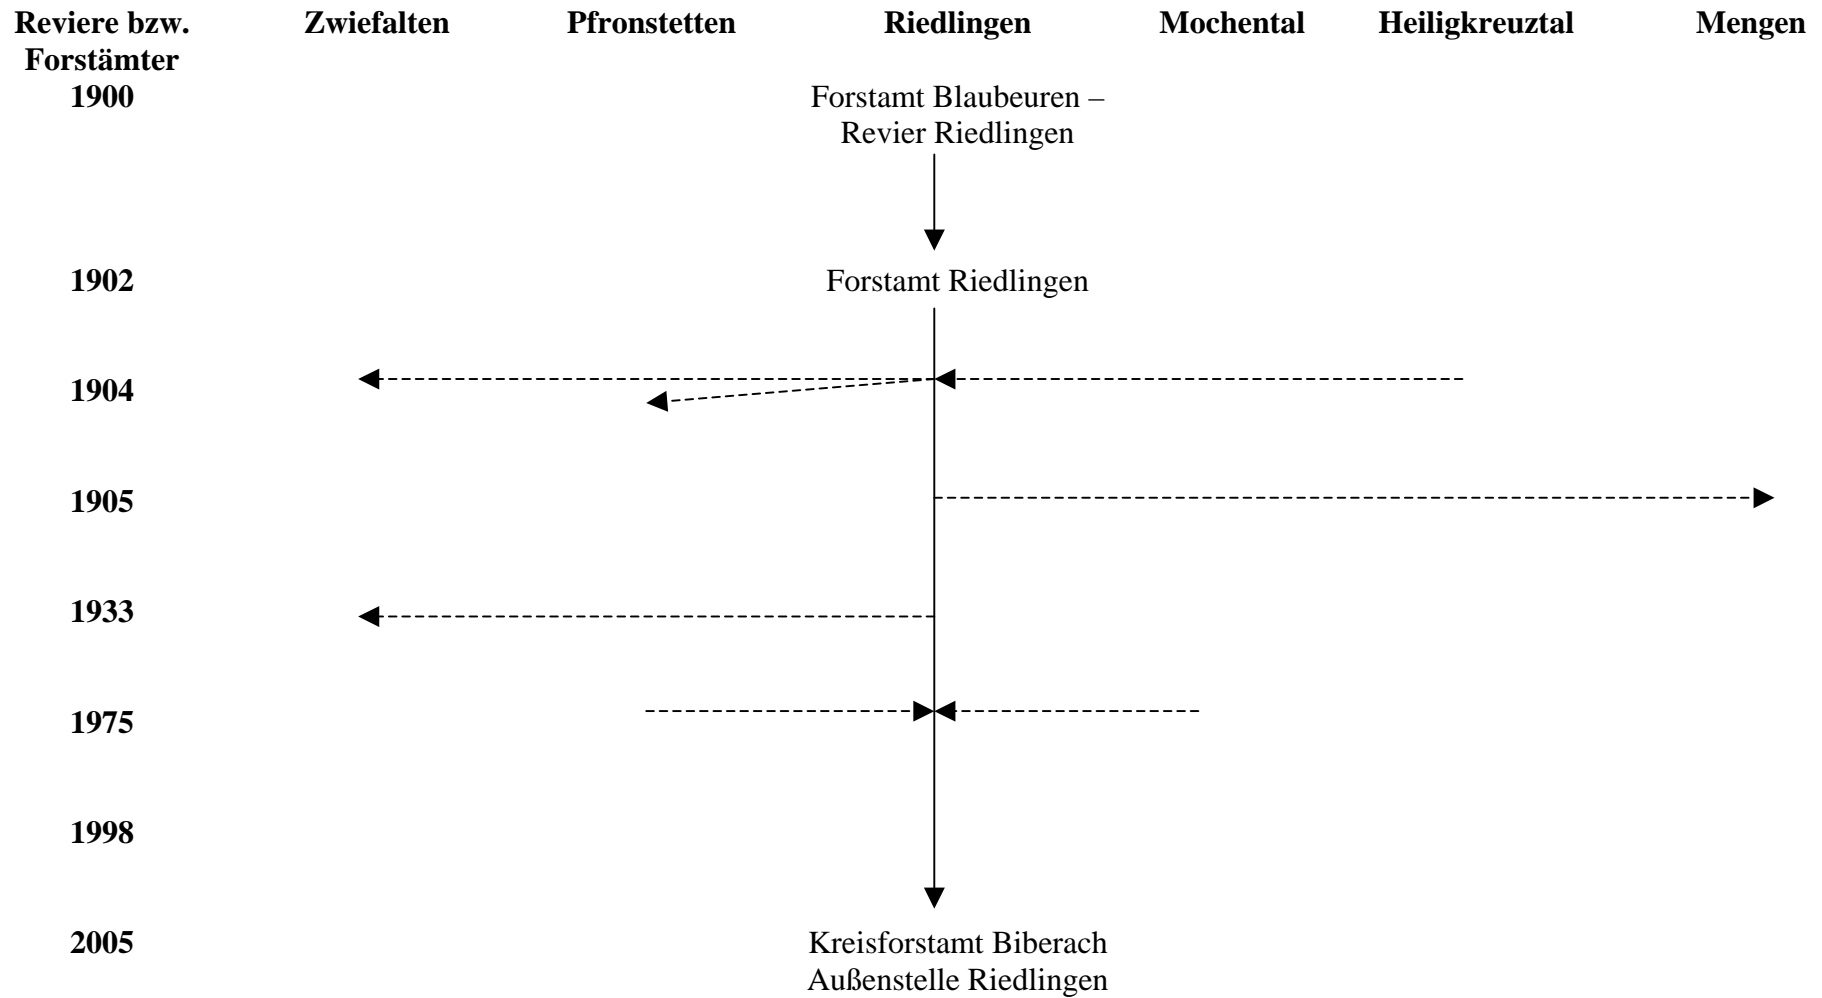 Reviere bzw. Zwiefalten Pfronstetten Riedlingen Mochental Heiligkreuztal Mengen
Forstämter
1900 Forstamt Blaubeuren –
Revier Riedlingen
1902 Forstamt Riedlingen
1904
1905
1933
1975
1998
2005 Kreisforstamt Biberach
Außenstelle Riedlingen